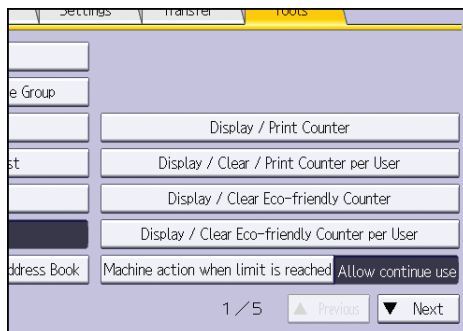 Settings Transfer Tools
e Group
Display / Print Counter
st Display / Clear / Print Counter per User
Display / Clear Eco-friendly Counter
Display / Clear Eco-friendly Counter per User
ddress Book Machine action when limit is reached Allow continue use
1/5 ▲ Previous ▼ Next